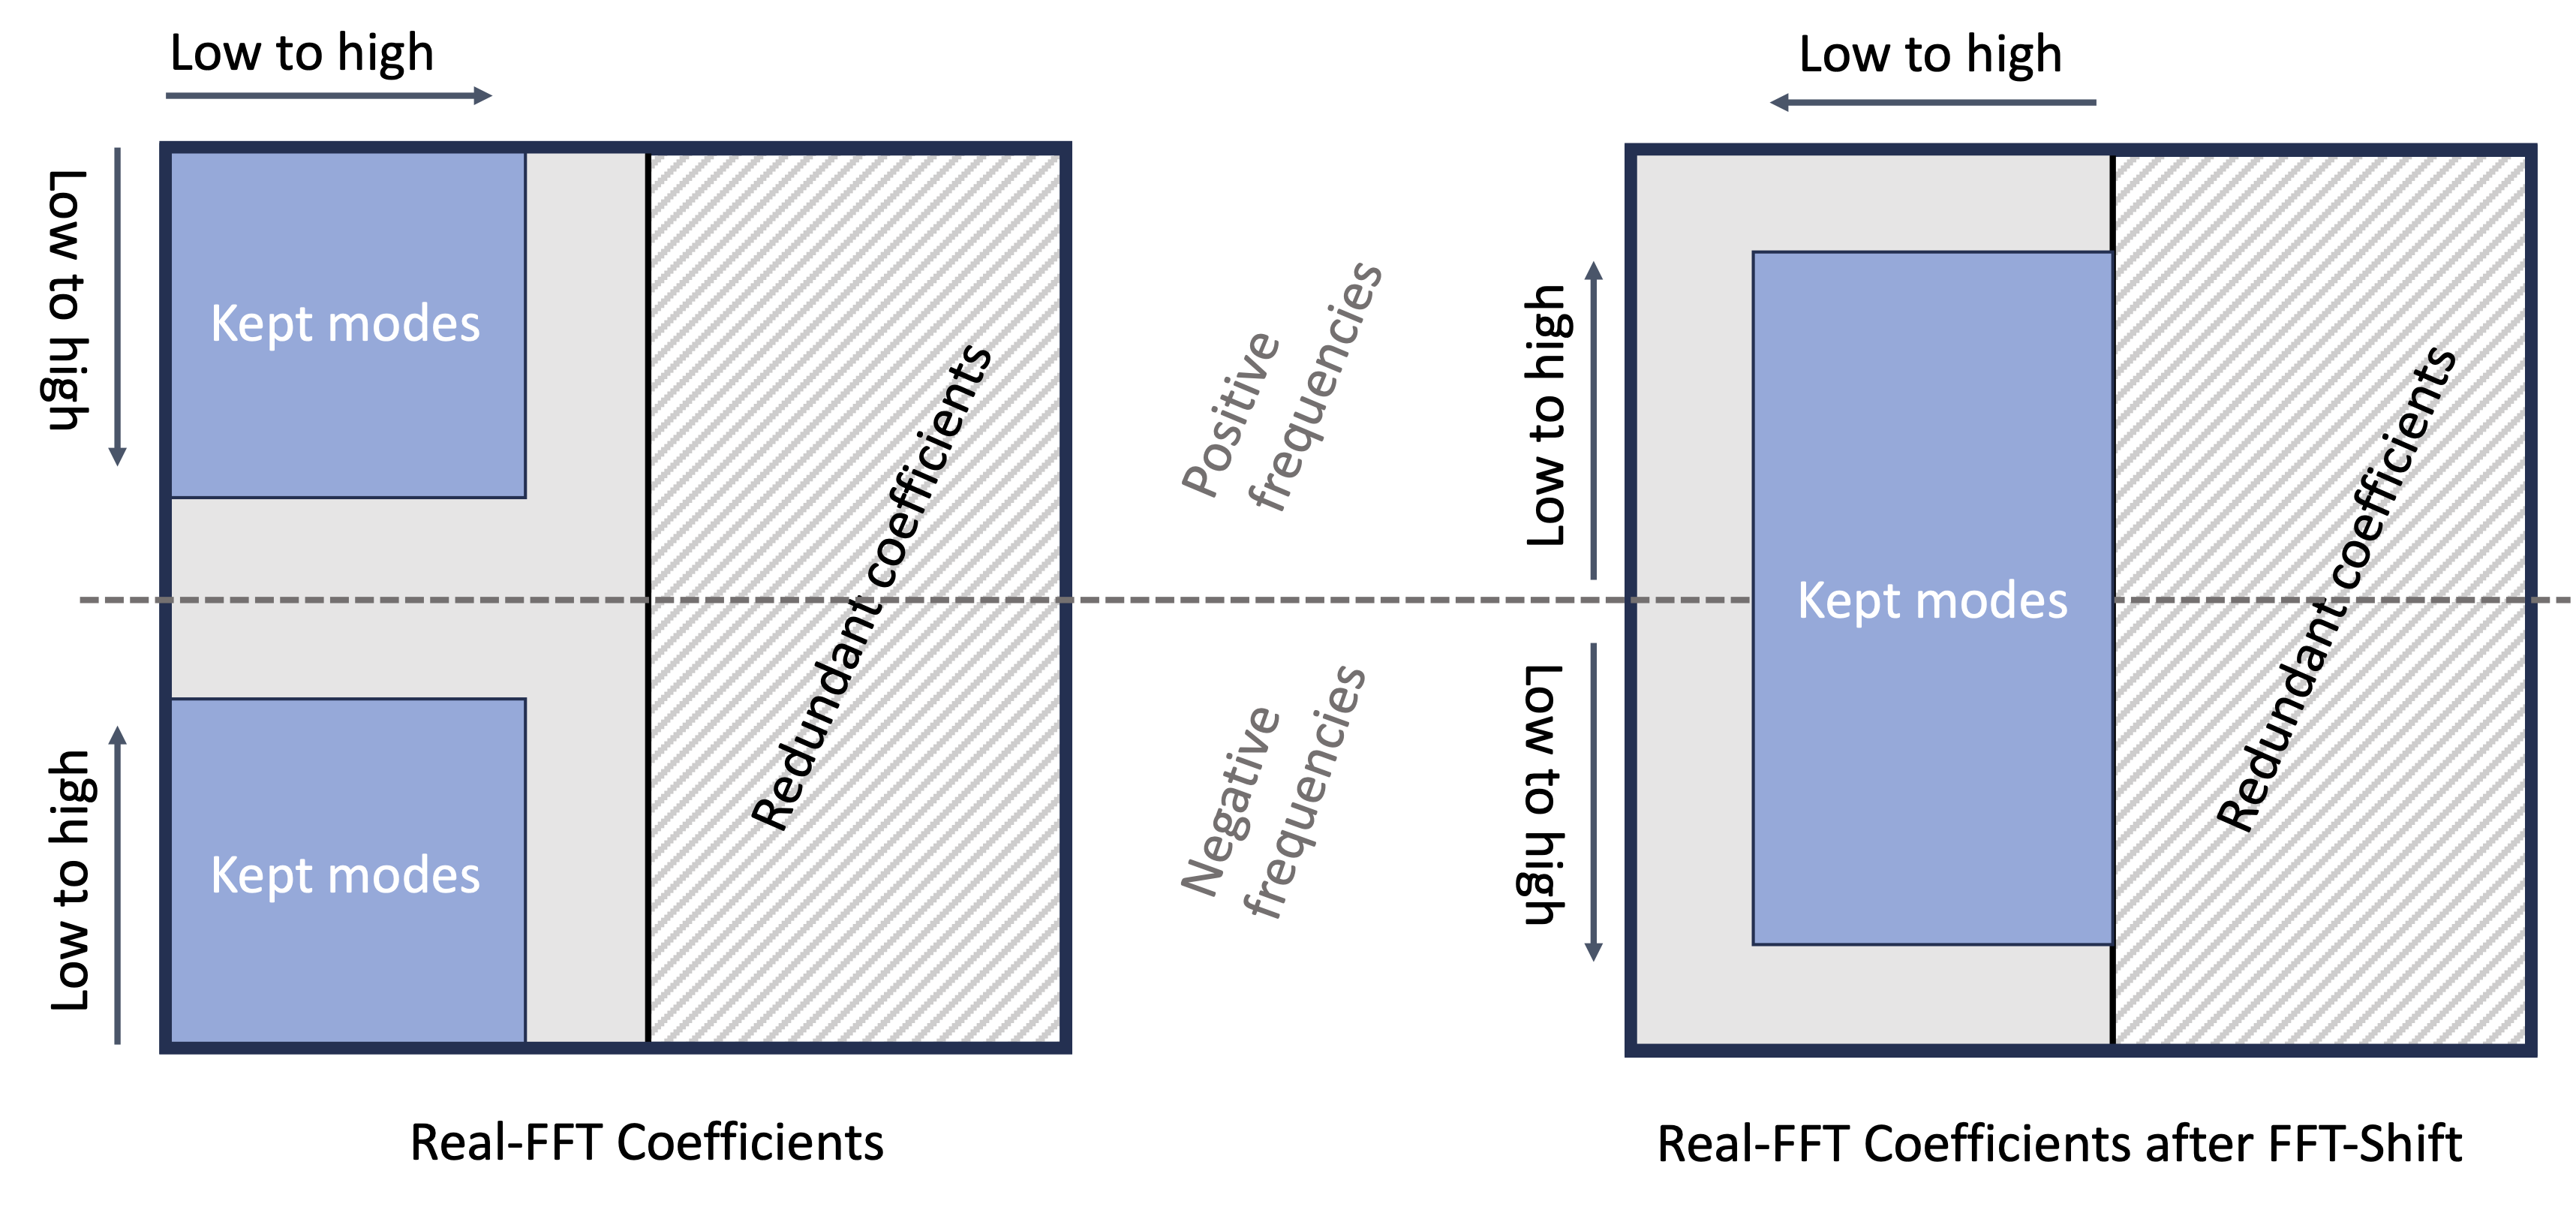 Low to high
Low to high
Kept modes
Redundant coefficients
Low to high
Kept modes
Real-FFT Coefficients
Positive
frequencies
Negative
frequencies
Low to high
Low to high
Kept modes
Redundant coefficients
Low to high
Real-FFT Coefficients after FFT-Shift